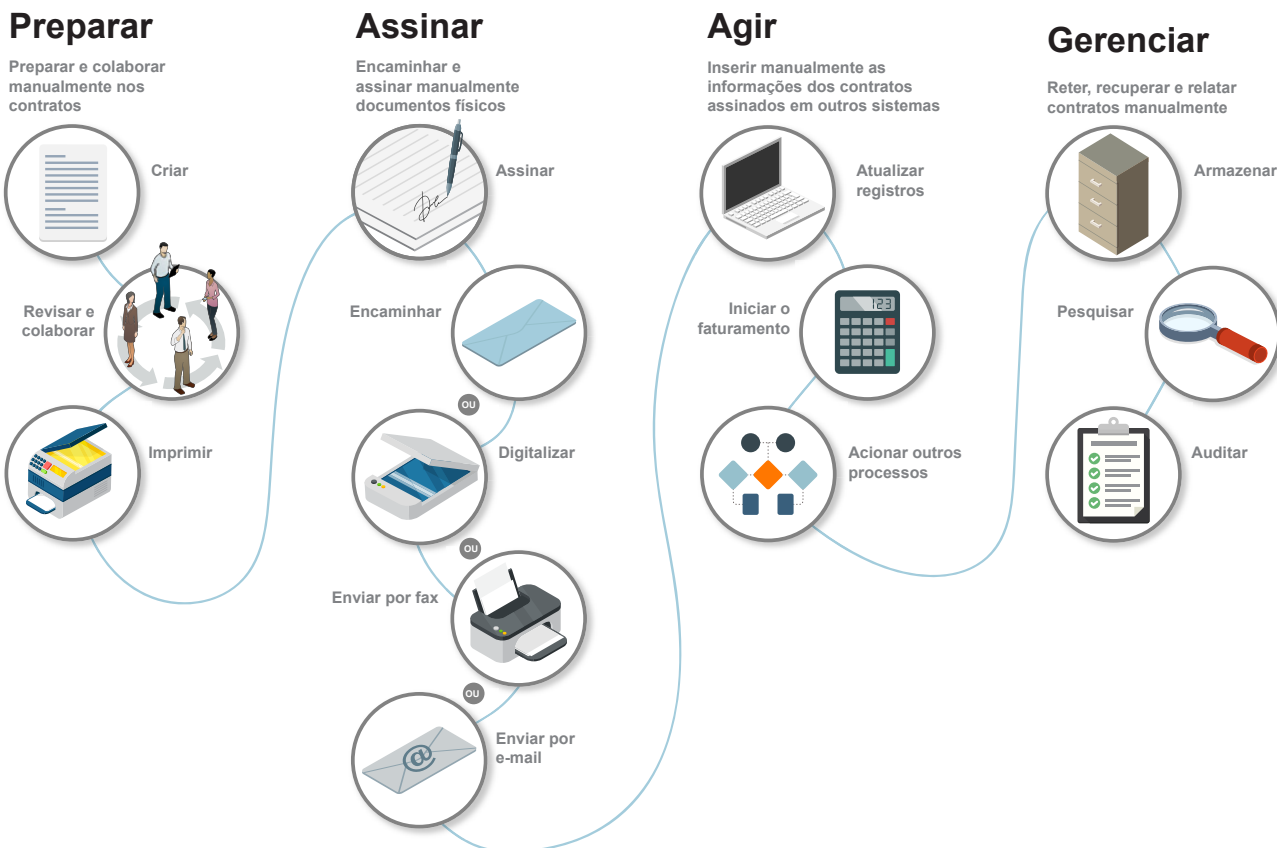 Preparar
Preparar e colaborar
manualmente nos
contratos
Criar
Revisar e
colaborar
Imprimir
Assinar
Encaminhar e
assinar manualmente
documentos físicos
Assinar
Encaminhar
OU
Digitalizar
OU
Enviar por fax
OU
@
Enviar por
e-mail
Agir
Inserir manualmente as
informações dos contratos
assinados em outros sistemas
Atualizar
registros
Iniciar o
faturamento
123
Acionar outros
processos
Gerenciar
Reter, recuperar e relatar
contratos manualmente
Armazenar
Pesquisar
Auditar